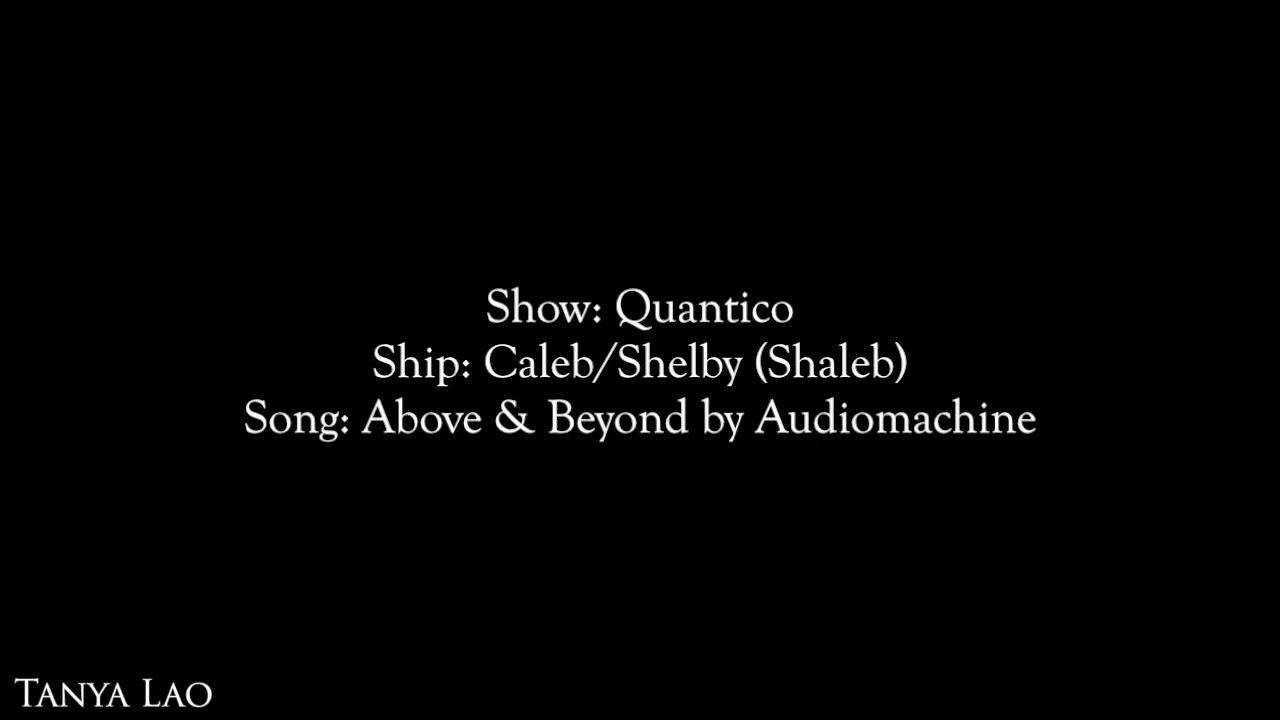 Show: Quantico
Ship: Caleb/Shelby (Shaleb)
Song: Above & Beyond by Audiomachine
Tanya Lao